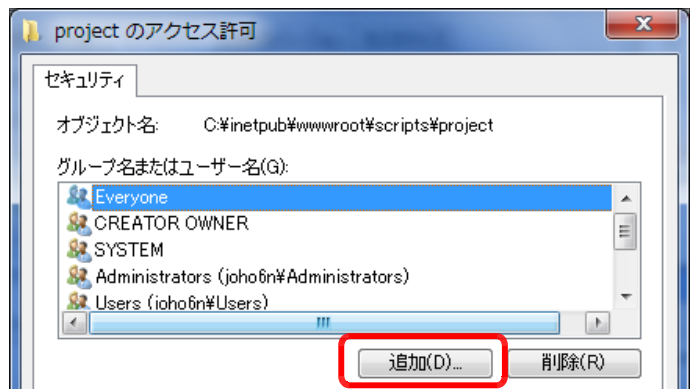 project のアクセス許可
セキュリティ
オブジェクト名: C:¥inetpub¥wwwroot¥scripts¥project
グループ名またはユーザー名(G):
Everyone
CREATOR OWNER
SYSTEM
Administrators (joho6n¥Administrators)
Users (joho6n¥Users)
追加(D)... 削除(R)